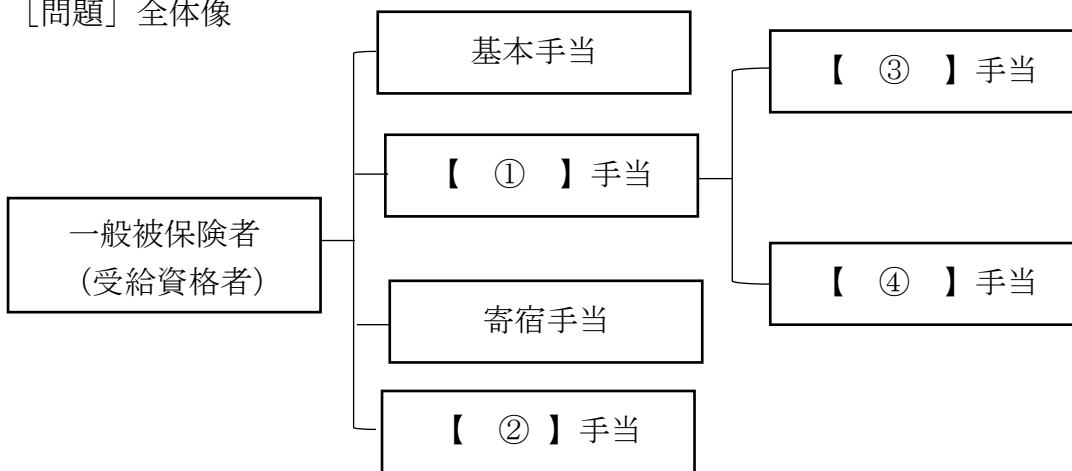 ［問題］全体像
基本手当
【　①　】手当
一般被保険者
（受給資格者）
寄宿手当
【　② 】手当
【　③　】手当
【　④　】手当